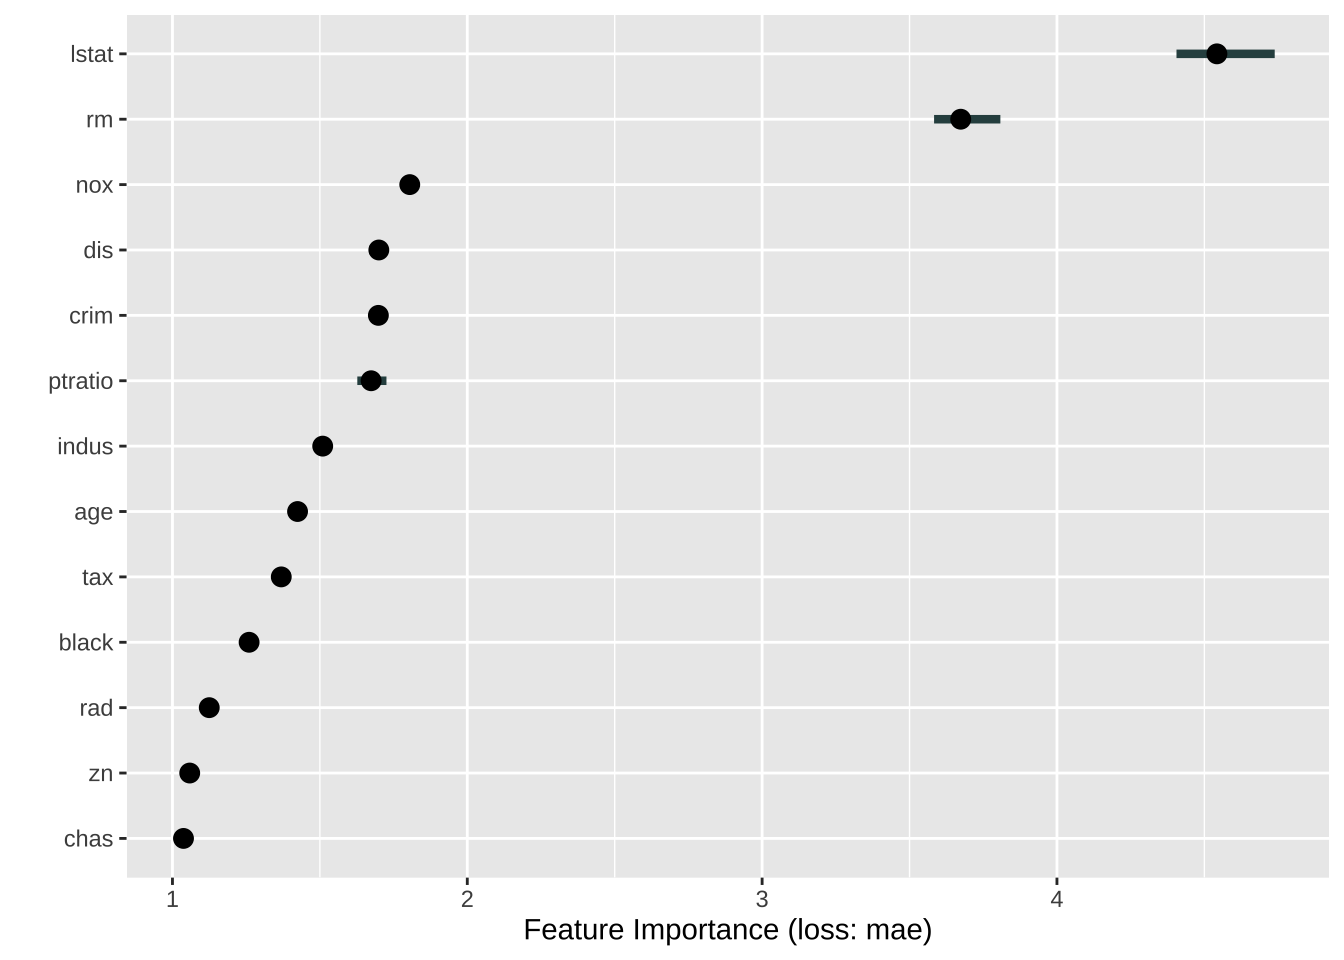 lstat
rm
nox
dis
crim
ptratio
indus
age
tax
black
rad
zn
chas
1 2 3 4
Feature Importance (loss: mae)